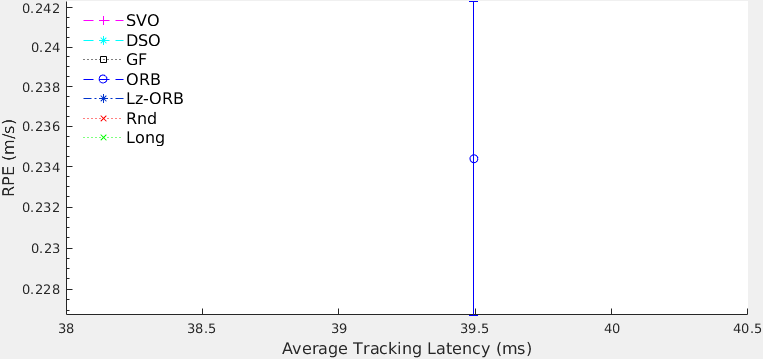 0.242
0.24
0.238
0.236
0.234
0.232
0.23
0.228
RPE (m/s)
SVO
DSO
GF
ORB
Lz-ORB
Rnd
Long
38 38.5 39 39.5 40 40.5
Average Tracking Latency (ms)